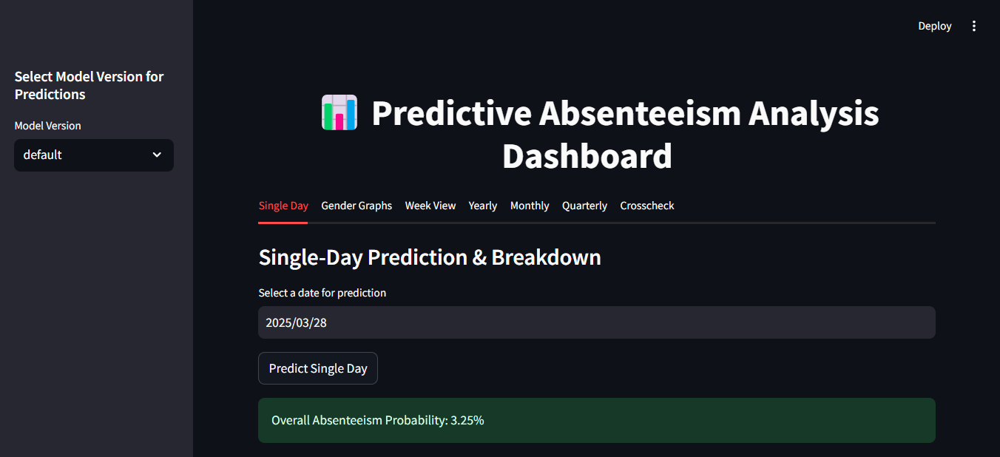 Deploy
Select Model Version for
Predictions
Model Version
default
Predictive Absenteeism Analysis
Dashboard
Single Day
Gender Graphs
Week View
Yearly
Monthly
Quarterly
Crosscheck
Single-Day Prediction & Breakdown
Select a date for prediction
2025/03/28
Predict Single Day
Overall Absenteeism Probability: 3.25%